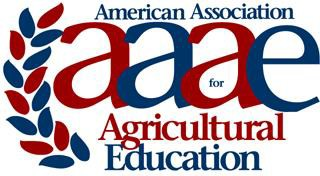 American Association
aaae
for
Agricultural
Education